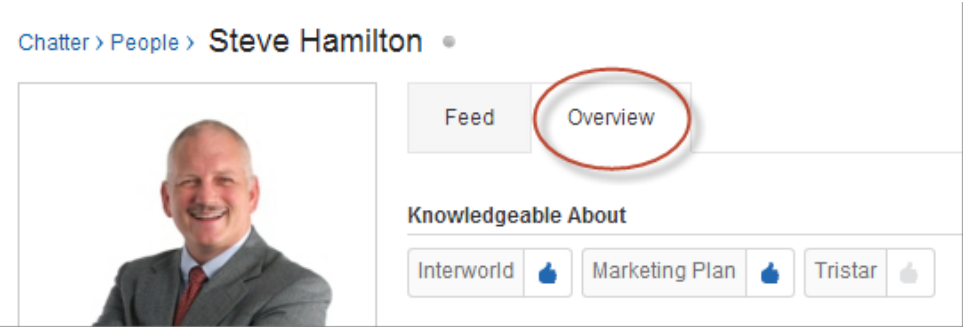 Chatter › People › Steve Hamilton
Feed Overview
Knowledgeable About
Interworld Marketing Plan Tristar